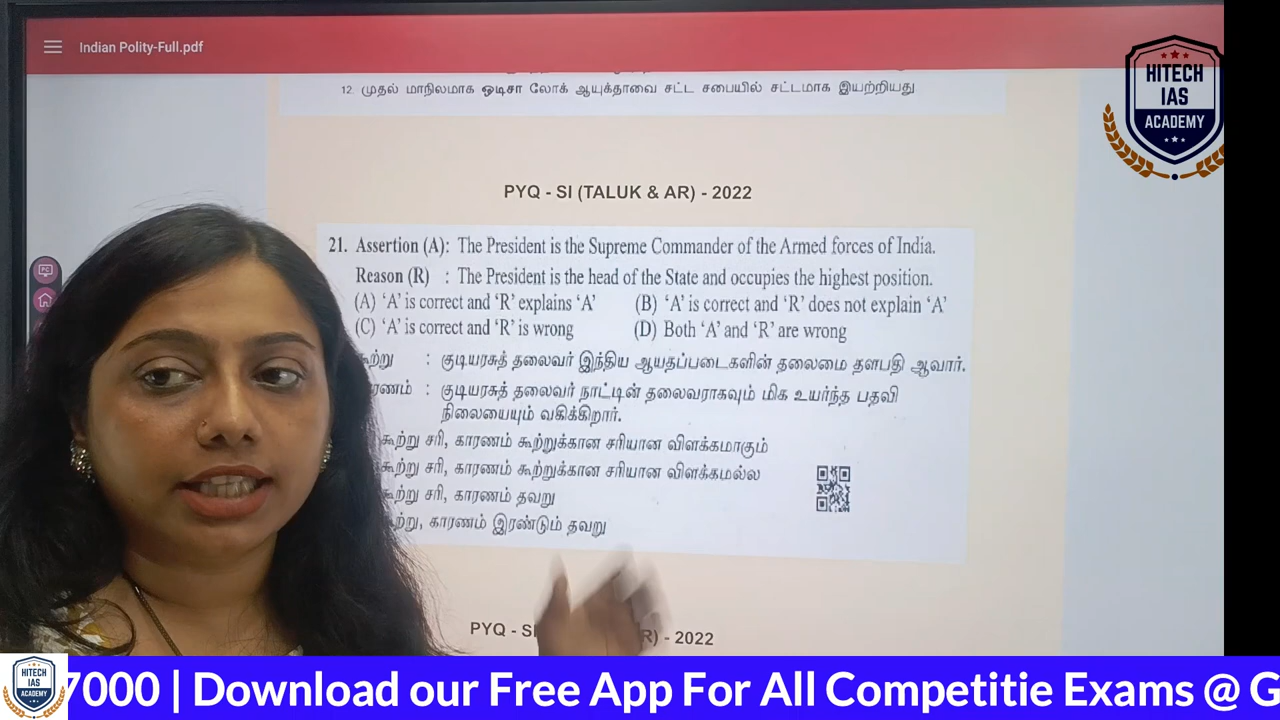 Indian Polity-Full.pdf
HITECH
IAS
ACADEMY
12. முதல் மாநிலமாக ஒடிசா லோக் ஆயுக்தாவை சட்ட சபையில் சட்டமாக இயற்றியது
PYQ - SI (TALUK & AR) - 2022
21. Assertion (A): The President is the Supreme Commander of the Armed forces of India.
Reason (R) : The President is the head of the State and occupies the highest position.
(A) ‘A’ is correct and ‘R’ explains ‘A’ (B) ‘A’ is correct and ‘R’ does not explain ‘A’
(C) ‘A’ is correct and ‘R’ is wrong (D) Both ‘A’ and ‘R’ are wrong
: குடியரசுத் தலைவர் இந்திய ஆயதப்படைகளின் தலைமை தளபதி ஆவார்.
: குடியரசுத் தலைவர் நாட்டின் தலைவராகவும் மிக உயர்ந்த பதவி
நிலையையும் வகிக்கிறார்.
கூற்று சரி, காரணம் கூற்றுக்கான சரியான விளக்கமாகும்
கூற்று சரி, காரணம் கூற்றுக்கான சரியான விளக்கமல்ல
கூற்று சரி, காரணம் தவறு
காரணம் இரண்டும் தவறு
PYQ - SI R) - 2022
HITECH
IAS
ACADEMY
7000 | Download our Free App For All Competitie Exams @ G